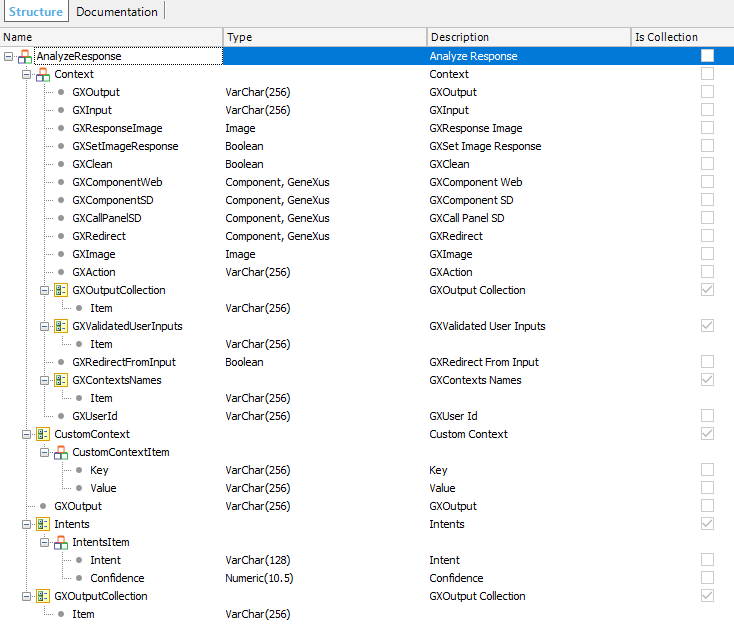 Structure Documentation
Name Type Description Is Collection
AnalyzeResponse Analyze Response
Context Context
GXOutput VarChar(256) GXOutput
GXInput VarChar(256) GXInput
GXResponseImage Image GXResponse Image
GXSetImageResponse Boolean GXSet Image Response
GXClean Boolean GXClean
GXComponentWeb Component, GeneXus GXComponent Web
GXComponentSD Component, GeneXus GXComponent SD
GXCallPanelSD Component, GeneXus GXCall Panel SD
GXRedirect Component, GeneXus GXRedirect
GXImage Image GXImage
GXAction VarChar(256) GXAction
GXOutputCollection GXOutput Collection
Item VarChar(256)
GXValidatedUserInputs GXValidated User Inputs
Item VarChar(256)
GXRedirectFromInput Boolean GXRedirect From Input
GXContextsNames GXContexts Names
Item VarChar(256)
GXUserId VarChar(256) GXUser Id
CustomContext Custom Context
CustomContextItem
Key VarChar(256) Key
Value VarChar(256) Value
GXOutput VarChar(256) GXOutput
Intents Intents
IntentsItem
Intent VarChar(128) Intent
Confidence Numeric(10.5) Confidence
GXOutputCollection GXOutput Collection
Item VarChar(256)